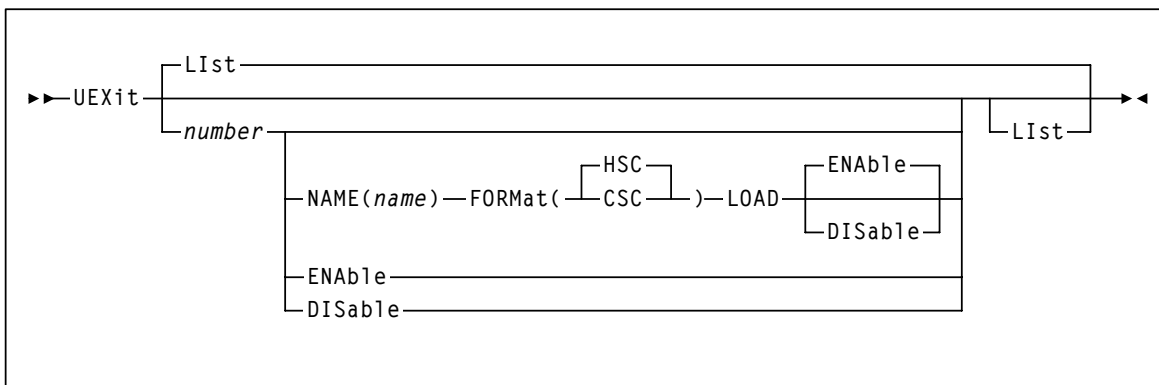 LIst
UEXit
number
LIst
HSC
ENAble
NAME(name) FORMat( CSC ) LOAD
DISable
ENAble
DISable